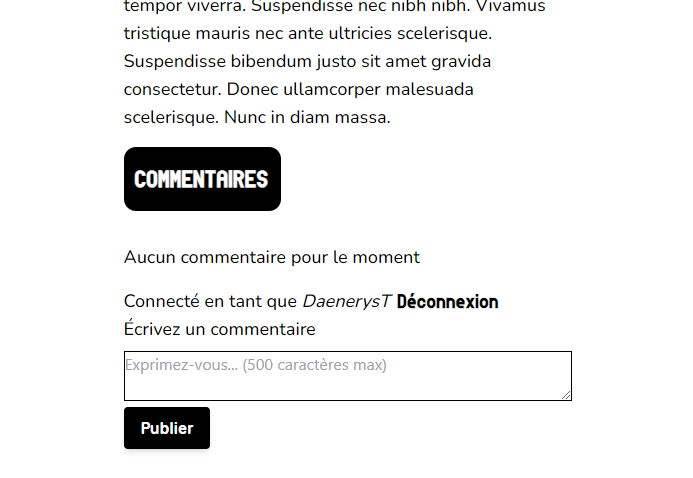 tempor viverra. Suspendisse nec nibh nibh. Vivamus
tristique mauris nec ante ultricies scelerisque.
Suspendisse bibendum justo sit amet gravida
consectetur. Donec ullamcorper malesuada
scelerisque. Nunc in diam massa.
COMMENTAIRES
Aucun commentaire pour le moment
Connecté en tant que DaenerysT Déconnexion
Écrivez un commentaire
Exprimez-vous... (500 caractères max)
Publier